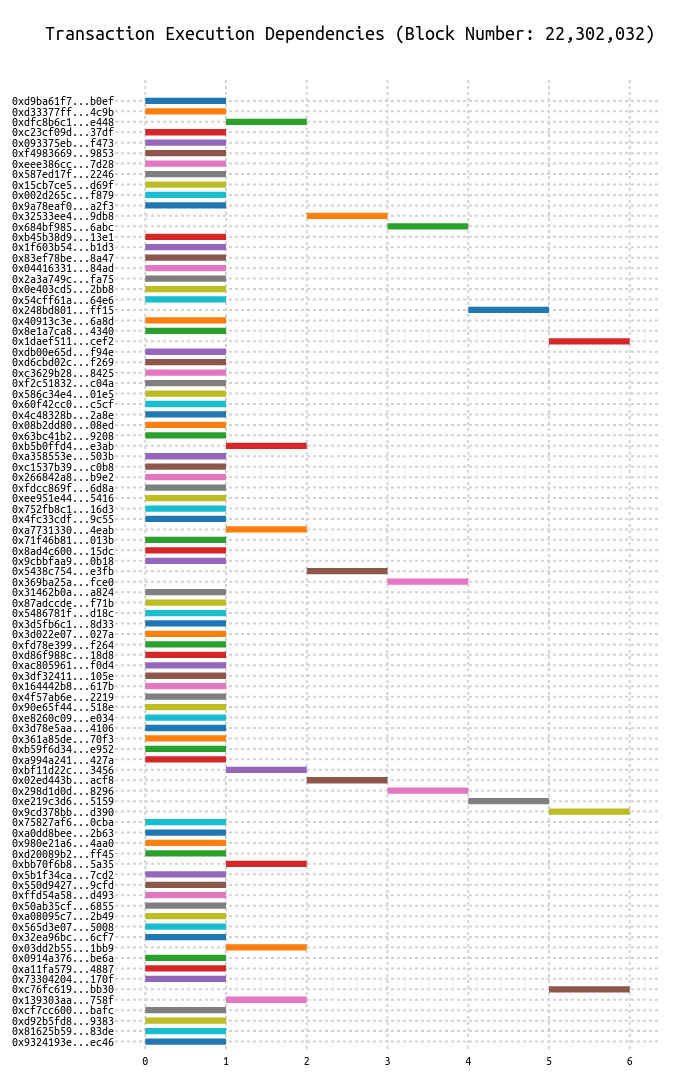 Transaction Execution Dependencies (Block Number: 22,302,032)
0xd9ba61f7...b0ef
0xd33377ff...4c9b
0xdfc8b6c1...e448
0xc23cf09d...37df
0x093375eb...f473
0xf4983669...9853
0xeee386cc...7d28
0x587ed17f...2246
0x15cb7ce5...d69f
0x002d265c...f879
0x9a78eaf0...a2f3
0x32533ee4...9db8
0x684bf985...6abc
0xb45b38d9...13e1
0x1f603b54...b1d3
0x83ef78be...8a47
0x04416331...84ad
0x2a3a749c...fa75
0x0e403cd5...2bb8
0x54cff61a...64e6
0x248bd801...ff15
0x40913c3e...6a8d
0x8e1a7ca8...4340
0x1daef511...cef2
0xdb00e65d...f94e
0xd6cbd02c...f269
0xc3629b28...8425
0xf2c51832...c04a
0x586c34e4...01e5
0x60f42cc0...c5cf
0x4c48328b...2a8e
0x08b2dd80...08ed
0x63bc41b2...9208
0xb5b0ffd4...e3ab
0xa358553e...503b
0xc1537b39...c0b8
0x266842a8...b9e2
0xfdcc869f...6d8a
0xee951e44...5416
0x752fb8c1...16d3
0x4fc33cdf...9c55
0xa7731330...4eab
0x71f46b81...013b
0x8ad4c600...15dc
0x9cbbfaa9...0b18
0x5438c754...e3fb
0x369ba25a...fce0
0x31462b0a...a824
0x87adccde...f71b
0x5486781f...d18c
0x3d5fb6c1...8d33
0x3d022e07...027a
0xfd78e399...f264
0xd86f988c...18d8
0xac805961...f0d4
0x3df32411...105e
0x164442b8...617b
0x4f57ab6e...2219
0x90e65f44...518e
0xe8260c09...e034
0x3d78e5aa...4106
0x361a85de...70f3
0xb59f6d34...e952
0xa994a241...427a
0xbf11d22c...3456
0x02ed443b...acf8
0x298d1d0d...8296
0xe219c3d6...5159
0x9cd378bb...d390
0x75827af6...0cba
0xa0dd8bee...2b63
0x980e21a6...4aa0
0xd20089b2...ff45
0xbb70f6b8...5a35
0x5b1f34ca...7cd2
0x550d9427...9cfd
0xffd54a58...d493
0x50ab35cf...6855
0xa08095c7...2b49
0x565d3e07...5008
0x32ea96bc...6cf7
0x03dd2b55...1bb9
0x0914a376...be6a
0xa11fa579...4887
0x73304204...170f
0xc76fc619...bb30
0x139303aa...758f
0xcf7cc600...bafc
0xd92b5fd8...9383
0x81625b59...83de
0x9324193e...ec46
0 1 2 3 4 5 6